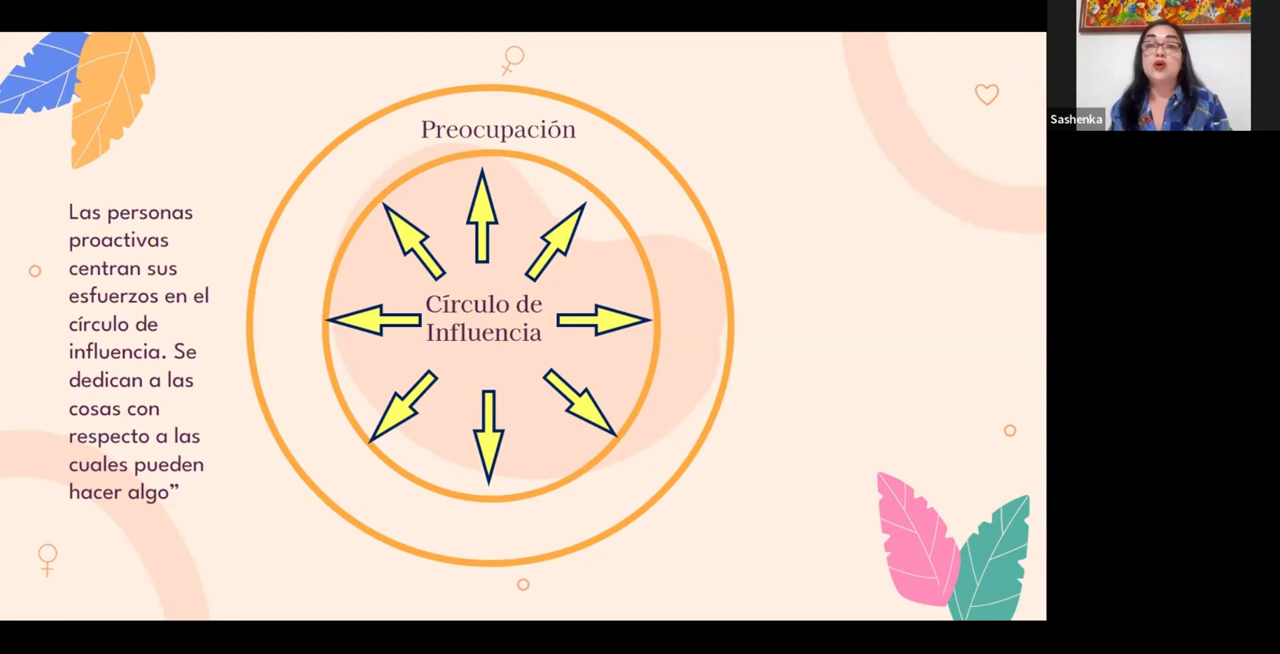 Preocupación
Las personas
proactivas
centran sus
esfuerzos en el
círculo de
influencia. Se
dedican a las
cosas con
respecto a las
cuales pueden
hacer algo”
Círculo de
Influencia
Sashenka